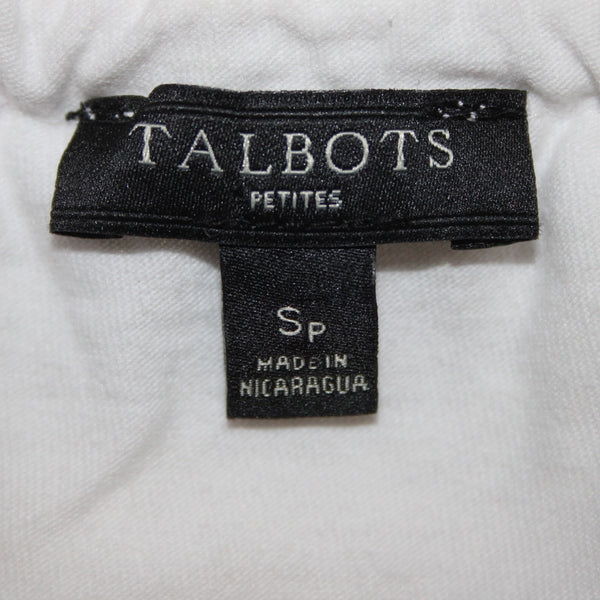 TALBOTS
PETITES
SP
MADE IN
NICARAGUA